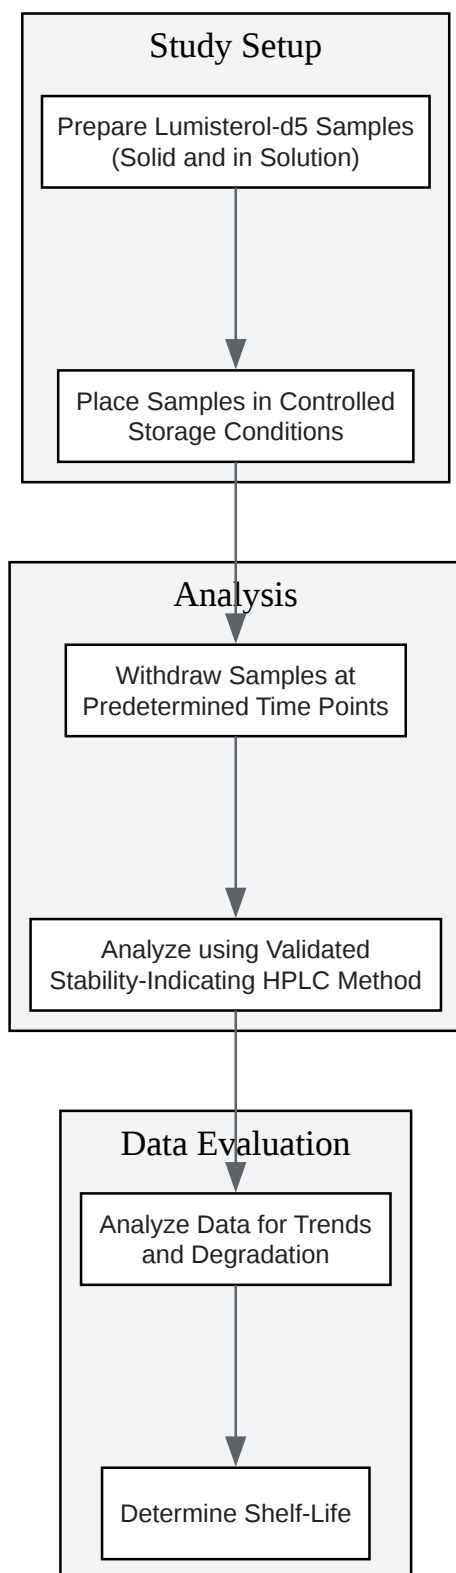 Study Setup
Prepare Lumisterol-d5 Samples
(Solid and in Solution)
Place Samples in Controlled
Storage Conditions
Analysis
Withdraw Samples at
Predetermined Time Points
Analyze using Validated
Stability-Indicating HPLC Method
Data Evaluation
Analyze Data for Trends
and Degradation
Determine Shelf-Life